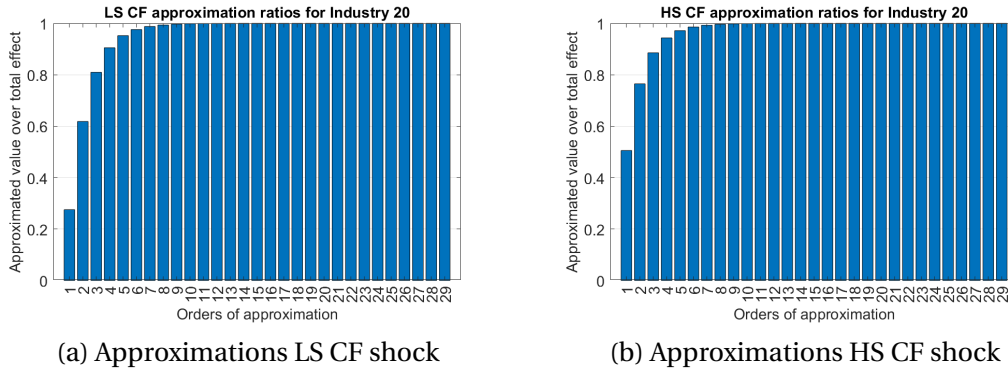 LS CF approximation ratios for Industry 20
Approximated value over total effect
1
0.8
0.6
0.4
0.2
0
1 2 3 4 5 6 7 8 9 10 11 12 13 14 15 16 17 18 19 20 21 22 23 24 25 26 27 28 29
Orders of approximation
(a) Approximations LS CF shock
HS CF approximation ratios for Industry 20
Approximated value over total effect
1
0.8
0.6
0.4
0.2
0
1 2 3 4 5 6 7 8 9 10 11 12 13 14 15 16 17 18 19 20 21 22 23 24 25 26 27 28 29
Orders of approximation
(b) Approximations HS CF shock